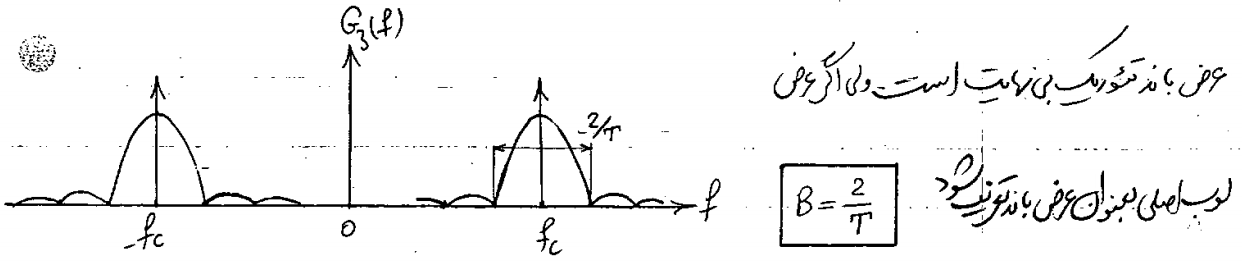 G₃(f)
عرض باند تئوریک بی نهایت است ولی اگر عرض
2/T
لوب اصلی بعنوان عرض باند تعریف شود
B = 2/T
-fc 0 fc f